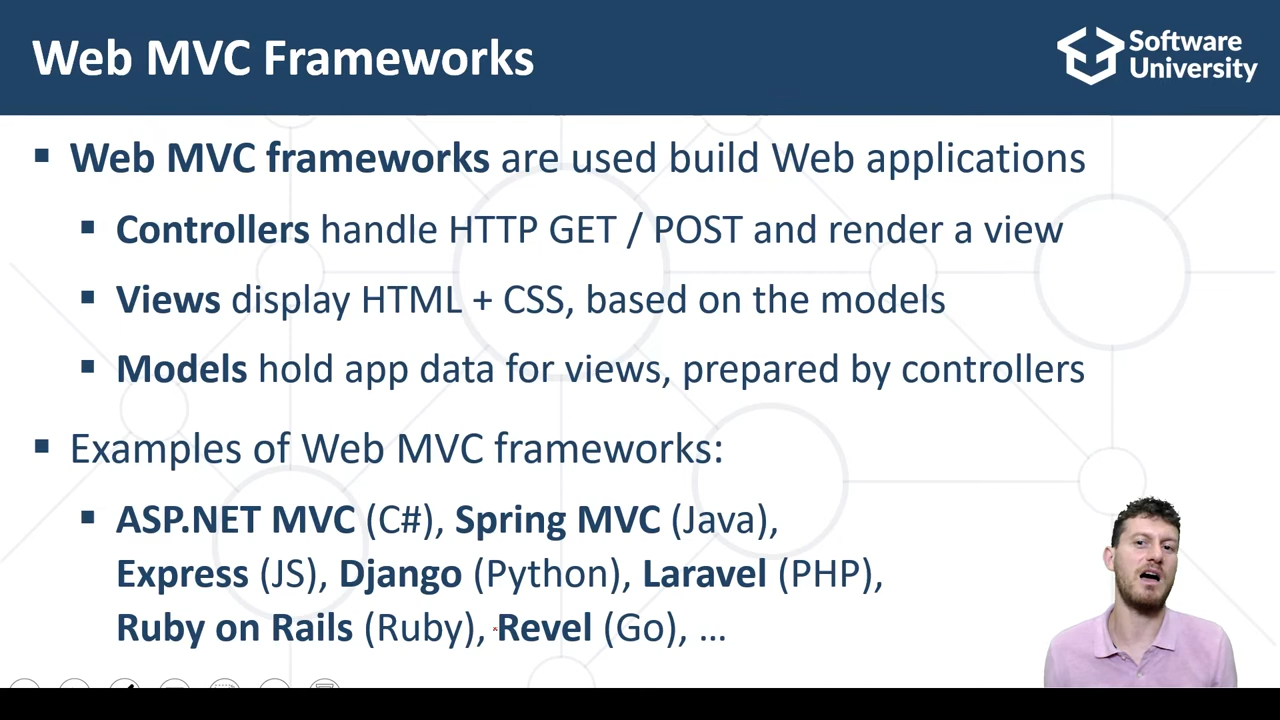 Web MVC Frameworks
Software
University
▪ Web MVC frameworks are used build Web applications
▪ Controllers handle HTTP GET / POST and render a view
▪ Views display HTML + CSS, based on the models
▪ Models hold app data for views, prepared by controllers
▪ Examples of Web MVC frameworks:
▪ ASP.NET MVC (C#), Spring MVC (Java),
Express (JS), Django (Python), Laravel (PHP),
Ruby on Rails (Ruby), Revel (Go), …